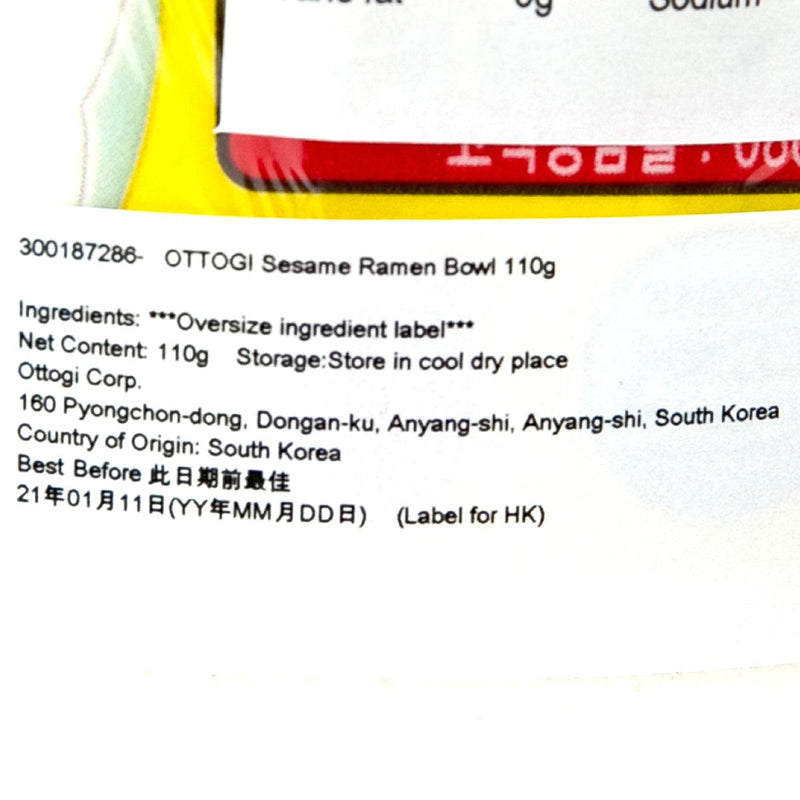 Sodium
300187286- OTTOGI Sesame Ramen Bowl 110g
Ingredients: ***Oversize ingredient label***
Net Content: 110g Storage:Store in cool dry place
Ottogi Corp.
160 Pyongchon-dong, Dongan-ku, Anyang-shi, Anyang-shi, South Korea
Country of Origin: South Korea
Best Before 此日期前最佳
21年01月11日(YY年MM月DD日) (Label for HK)